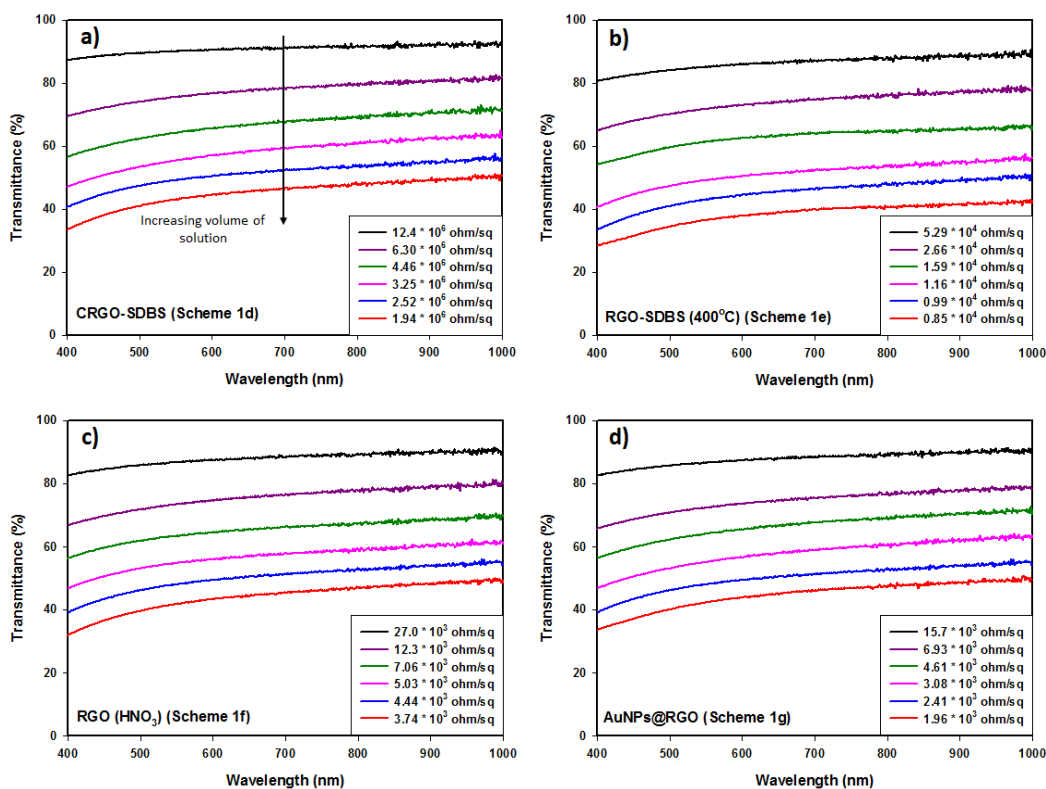 a)
100
80
60
40
20
0
Transmittance (%)
Increasing volume of
solution
12.4 * 10⁶ ohm/sq
6.30 * 10⁶ ohm/sq
4.46 * 10⁶ ohm/sq
3.25 * 10⁶ ohm/sq
2.52 * 10⁶ ohm/sq
1.94 * 10⁶ ohm/sq
CRGO-SDBS (Scheme 1d)
400 500 600 700 800 900 1000
Wavelength (nm)
b)
100
80
60
40
20
0
Transmittance (%)
5.29 * 10⁴ ohm/sq
2.66 * 10⁴ ohm/sq
1.59 * 10⁴ ohm/sq
1.16 * 10⁴ ohm/sq
0.99 * 10⁴ ohm/sq
0.85 * 10⁴ ohm/sq
RGO-SDBS (400⁰C) (Scheme 1e)
400 500 600 700 800 900 1000
Wavelength (nm)
c)
100
80
60
40
20
0
Transmittance (%)
27.0 * 10³ ohm/sq
12.3 * 10³ ohm/sq
7.06 * 10³ ohm/sq
5.03 * 10³ ohm/sq
4.44 * 10³ ohm/sq
3.74 * 10³ ohm/sq
RGO (HNO₃) (Scheme 1f)
400 500 600 700 800 900 1000
Wavelength (nm)
d)
100
80
60
40
20
0
Transmittance (%)
15.7 * 10³ ohm/sq
6.93 * 10³ ohm/sq
4.61 * 10³ ohm/sq
3.08 * 10³ ohm/sq
2.41 * 10³ ohm/sq
1.96 * 10³ ohm/sq
AuNPs@RGO (Scheme 1g)
400 500 600 700 800 900 1000
Wavelength (nm)